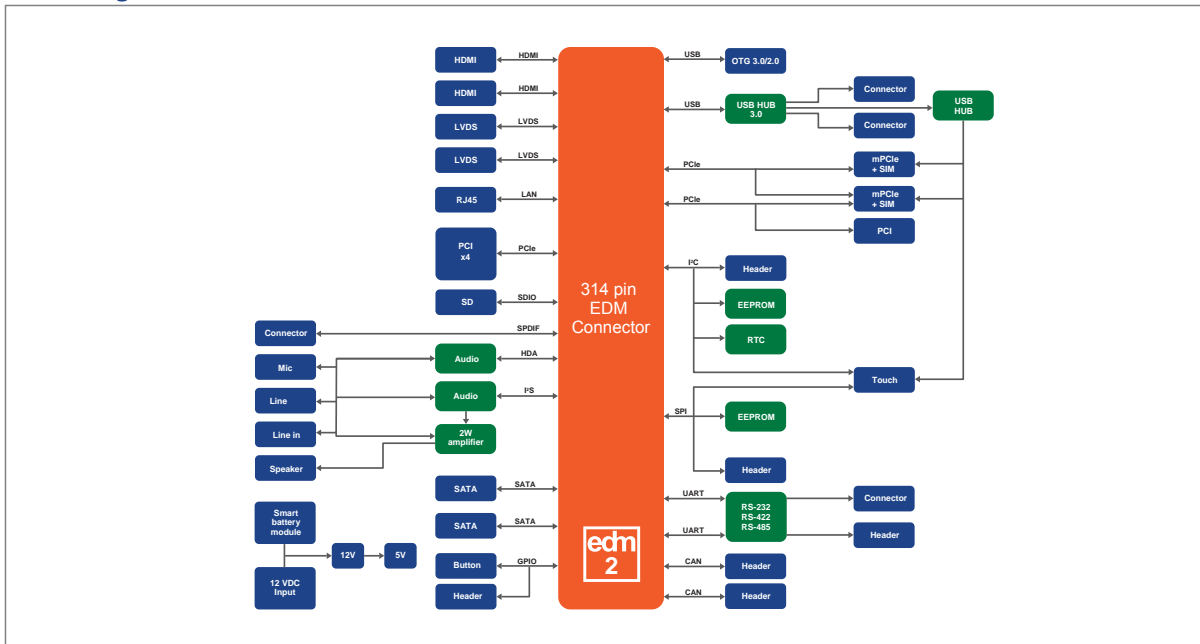 HDMI
HDMI
HDMI
HDMI
LVDS
LVDS
LVDS
LVDS
RJ45
LAN
PCI
x4
PCIe
SD
SDIO
Connector
SPDIF
Mic
Audio
HDA
Line
Audio
I²S
Line in
2W
amplifier
Speaker
SATA
SATA
SATA
SATA
Smart
battery
module
12V
5V
12 VDC
Input
Button
GPIO
Header
314 pin
EDM
Connector
edm
2
USB
OTG 3.0/2.0
USB
USB HUB
3.0
Connector
Connector
USB
HUB
PCIe
mPCIe
+ SIM
PCIe
mPCIe
+ SIM
PCI
I²C
Header
EEPROM
RTC
Touch
SPI
EEPROM
Header
UART
UART
RS-232
RS-422
RS-485
Connector
Header
CAN
Header
CAN
Header